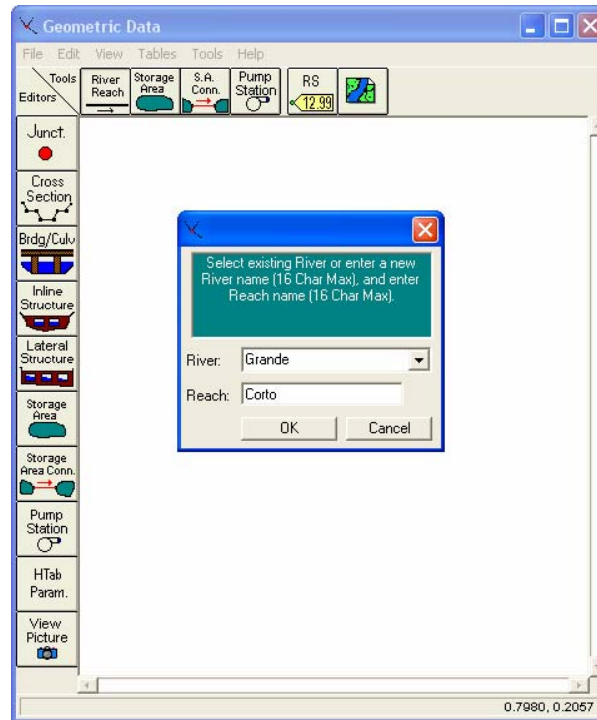 Geometric Data
File Edit View Tables Tools Help
Tools
Editors
River
Reach
Storage
Area
S.A.
Conn.
Pump
Station
RS
12.99
Junct.
Cross
Section
Brdg/Culv
Inline
Structure
Lateral
Structure
Storage
Area
Storage
Area Conn.
Pump
Station
HTab
Param.
View
Picture
Select existing River or enter a new
River name (16 Char Max), and enter
Reach name (16 Char Max).
River: Grande
Reach: Corto
OK Cancel
0.7980, 0.2057